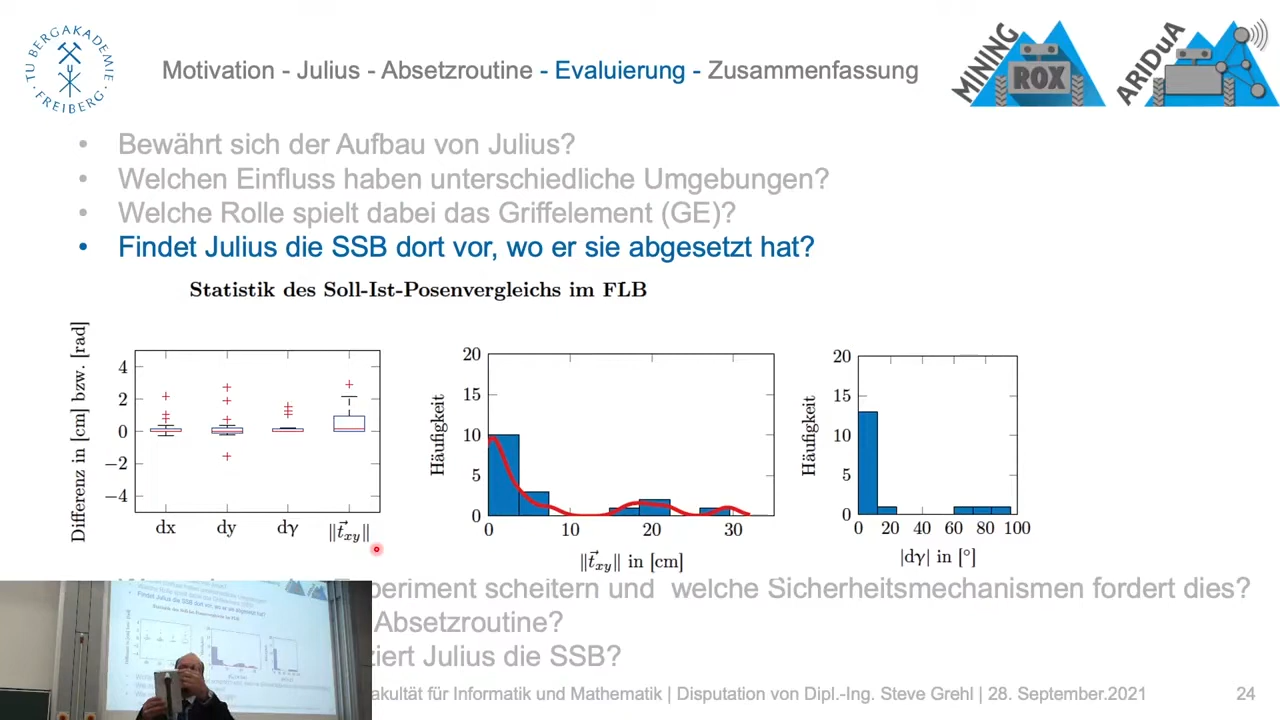 TU BERGAKADEMIE
· FREIBERG ·
Motivation - Julius - Absetzroutine - Evaluierung - Zusammenfassung
MINING
ROX
ARIDuA
• Bewährt sich der Aufbau von Julius?
• Welchen Einfluss haben unterschiedliche Umgebungen?
• Welche Rolle spielt dabei das Griffelement (GE)?
• Findet Julius die SSB dort vor, wo er sie abgesetzt hat?
Statistik des Soll-Ist-Posenvergleichs im FLB
Differenz in [cm] bzw. [rad]
4
2
0
−2
−4
dx dy dγ ∥t⃗xy∥
Häufigkeit
20
15
10
5
0
0 10 20 30
∥t⃗xy∥ in [cm]
Häufigkeit
20
15
10
5
0
0 20 40 60 80 100
|dγ| in [°]
periment scheitern und welche Sicherheitsmechanismen fordert dies?
Absetzroutine?
ziert Julius die SSB?
akultät für Informatik und Mathematik | Disputation von Dipl.-Ing. Steve Grehl | 28. September.2021
24